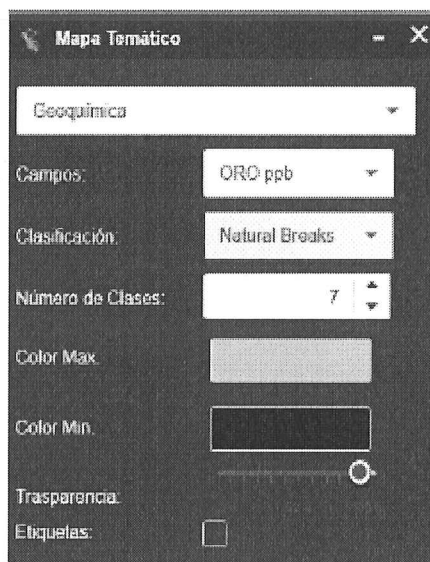 Mapa Temático
Geoquímica
Campos: ORO ppb
Clasificación: Natural Breaks
Número de Clases: 7
Color Max.
Color Min.
Trasparencia:
Etiquetas: